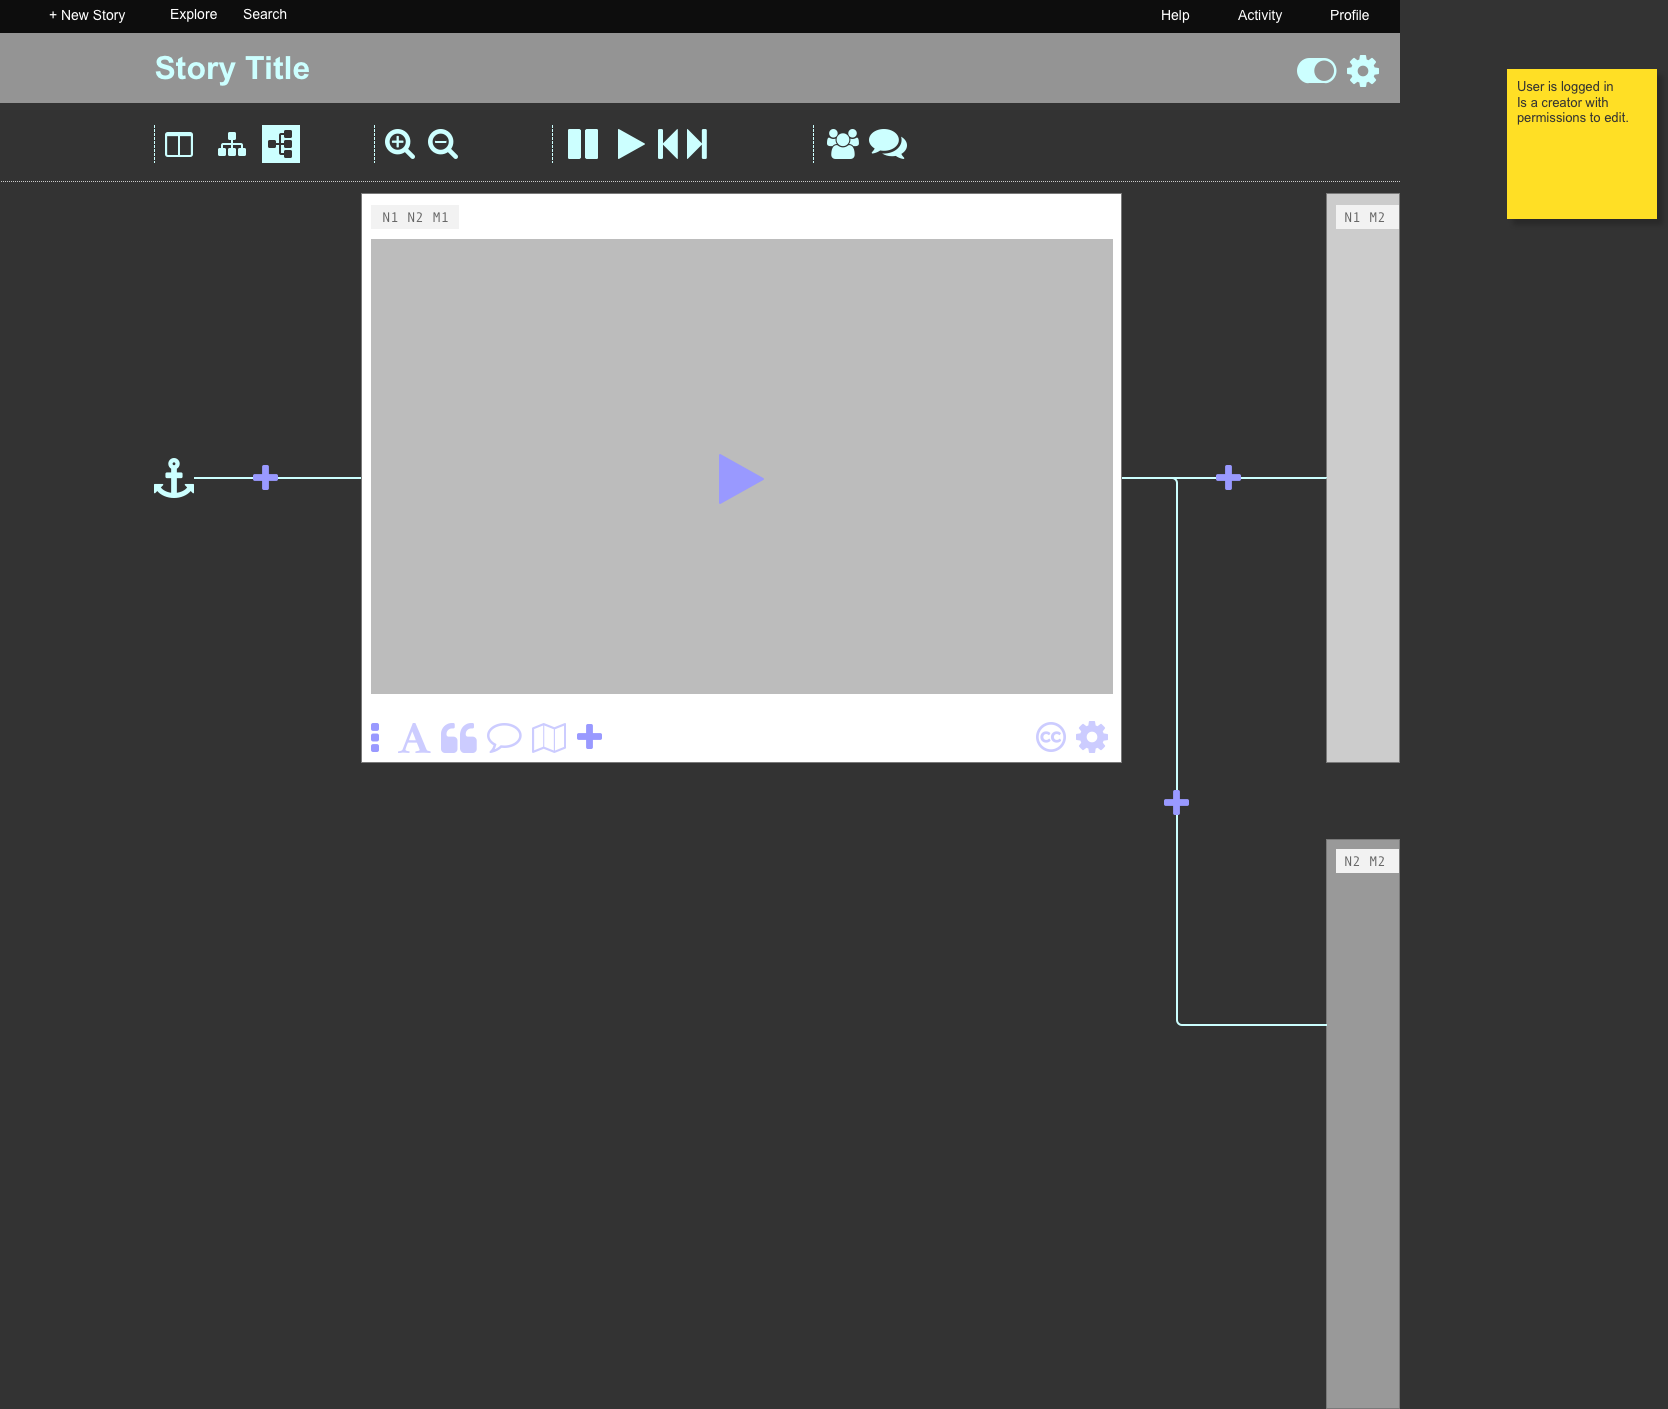 + New Story
Explore
Search
Help
Activity
Profile
Story Title
User is logged in
Is a creator with
permissions to edit.
N1 N2 M1
N1 M2
A
CC
N2 M2